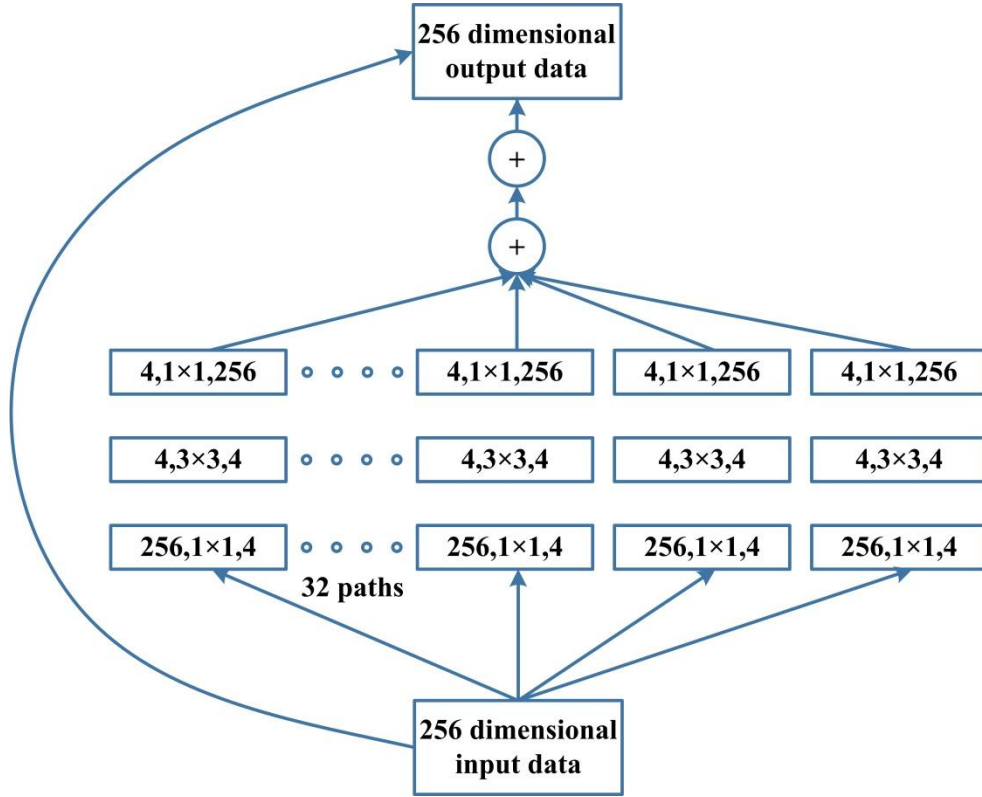 256 dimensional
output data
+
+
4,1×1,256 4,1×1,256 4,1×1,256 4,1×1,256
4,3×3,4 4,3×3,4 4,3×3,4 4,3×3,4
256,1×1,4 256,1×1,4 256,1×1,4 256,1×1,4
32 paths
256 dimensional
input data